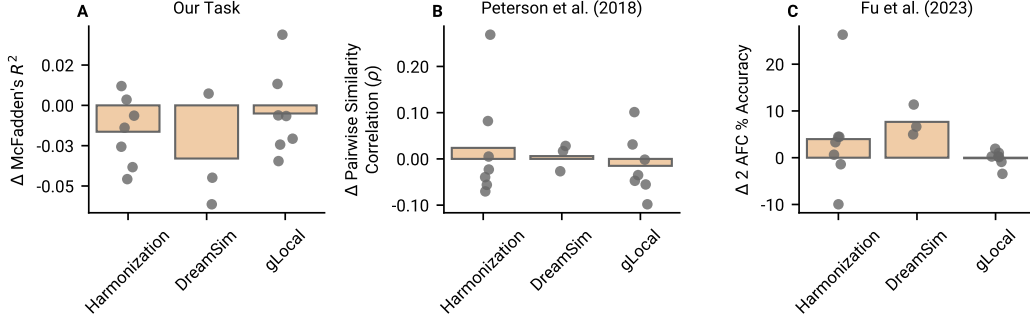 A
Our Task
Δ McFadden's R²
0.02
0.00
-0.03
-0.05
Harmonization
DreamSim
gLocal
B
Peterson et al. (2018)
Δ Pairwise Similarity
Correlation (ρ)
0.20
0.10
0.00
-0.10
Harmonization
DreamSim
gLocal
C
Fu et al. (2023)
Δ 2 AFC % Accuracy
20
10
0
-10
Harmonization
DreamSim
gLocal